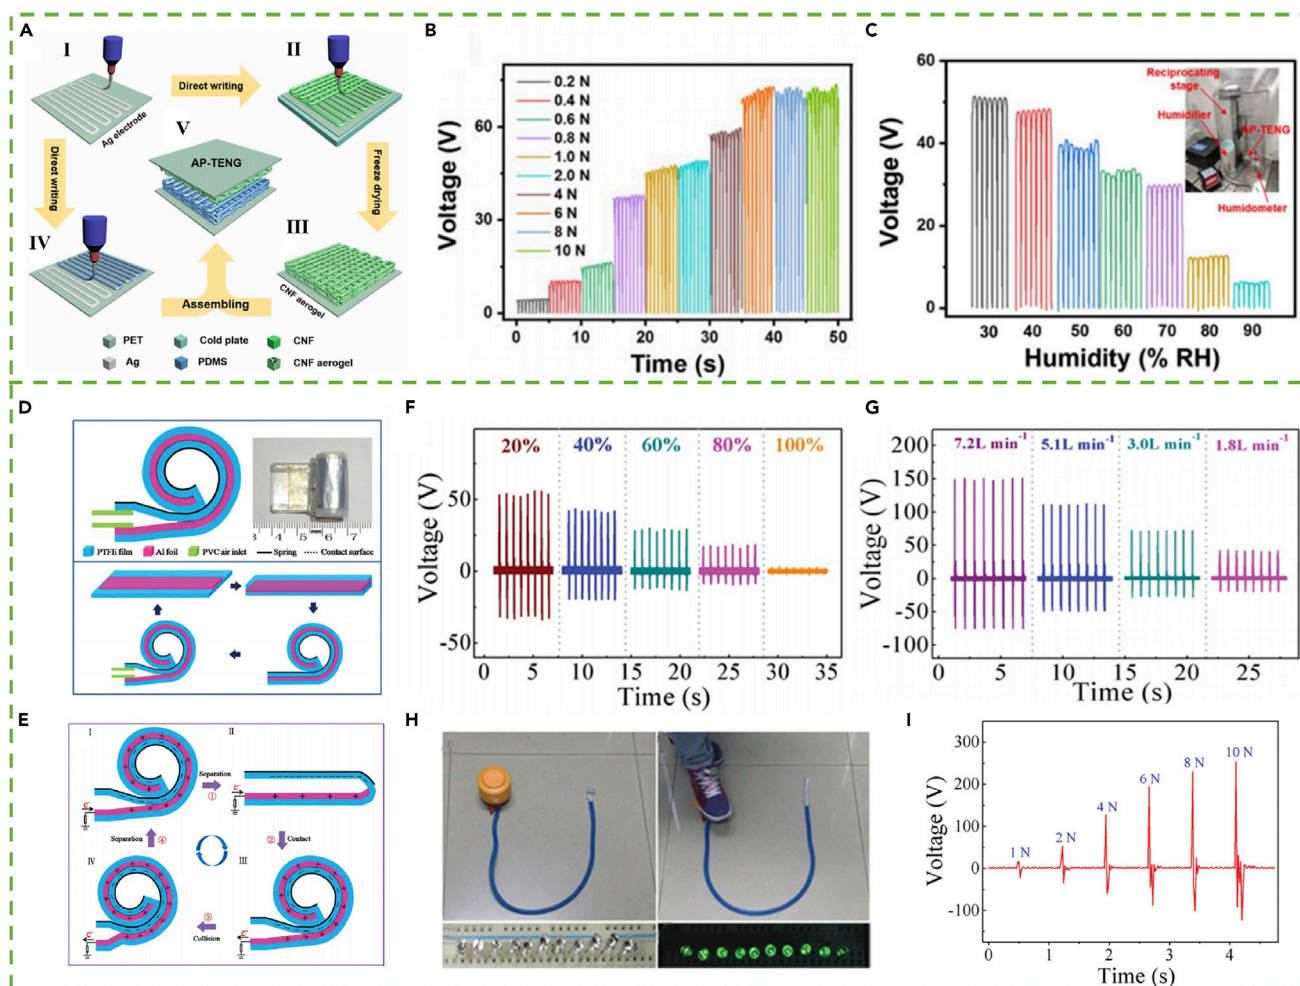 A
I
II
Direct writing
Ag electrode
V
AP-TENG
Direct writing
Freeze drying
IV
III
CNF aerogel
Assembling
PET
Cold plate
CNF
Ag
PDMS
CNF aerogel
B
Voltage (V)
60
30
0
0.2 N
0.4 N
0.6 N
0.8 N
1.0 N
2.0 N
4 N
6 N
8 N
10 N
0 10 20 30 40 50
Time (s)
C
Voltage (V)
60
40
20
0
Reciprocating
stage
Humidifier
AP-TENG
Humidometer
30 40 50 60 70 80 90
Humidity (% RH)
D
3 4 5 mm 6 7
PTFE film Al foil PVC air inlet Spring Contact surface
E
I
II
Separation
①
e-
e-
Separation ④
② Contact
IV
III
Collision
e-
e-
F
Voltage (V)
50
0
-50
20% 40% 60% 80% 100%
0 5 10 15 20 25 30 35
Time (s)
G
Voltage (V)
200
150
100
50
0
-50
-100
7.2L min-1 5.1L min-1 3.0L min-1 1.8L min-1
0 5 10 15 20 25
Time (s)
H
I
Voltage (V)
300
200
100
0
-100
1 N
2 N
4 N
6 N
8 N
10 N
0 1 2 3 4
Time (s)